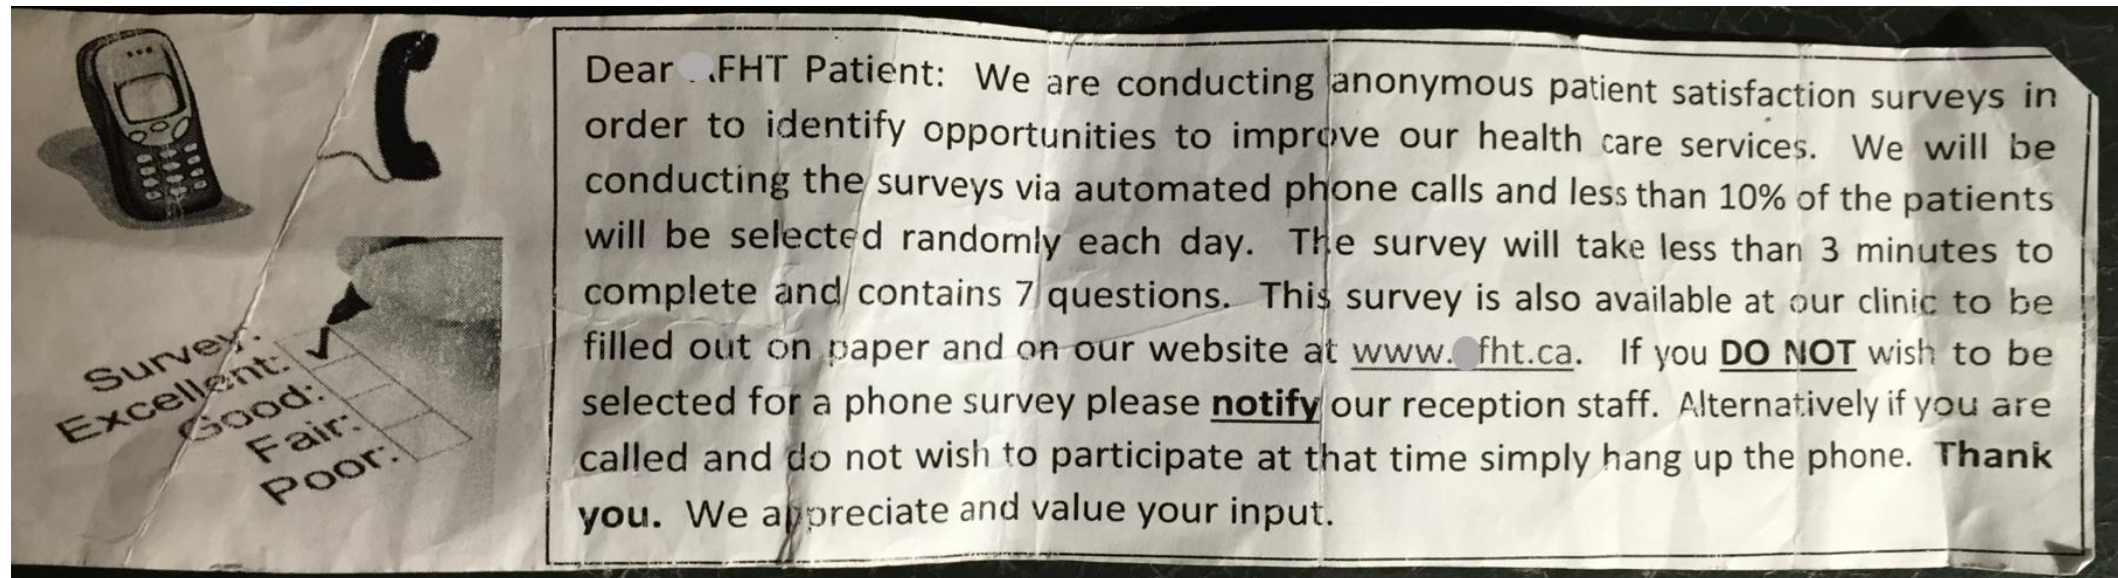 Survey:
Excellent:
Good:
Fair:
Poor:
Dear FHT Patient: We are conducting anonymous patient satisfaction surveys in
order to identify opportunities to improve our health care services. We will be
conducting the surveys via automated phone calls and less than 10% of the patients
will be selected randomly each day. The survey will take less than 3 minutes to
complete and contains 7 questions. This survey is also available at our clinic to be
filled out on paper and on our website at www. fht.ca. If you DO NOT wish to be
selected for a phone survey please notify our reception staff. Alternatively if you are
called and do not wish to participate at that time simply hang up the phone. Thank
you. We appreciate and value your input.